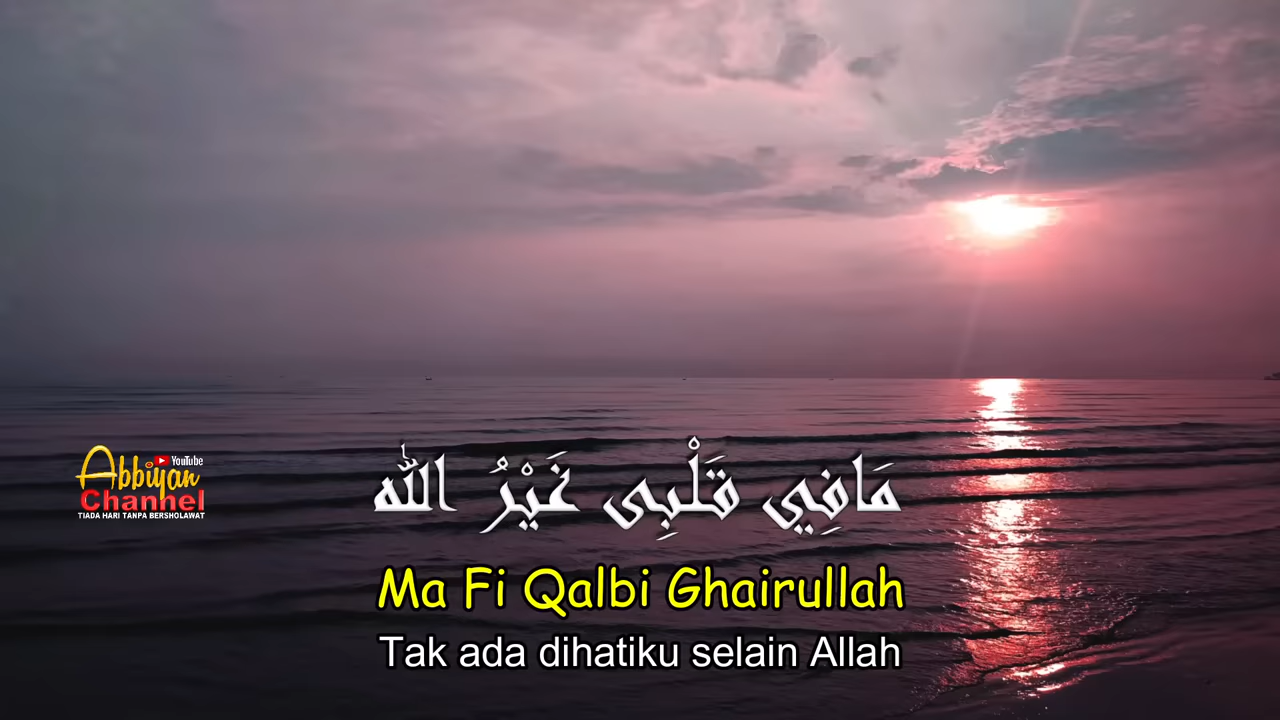 مَافِي قَلْبِى غَيْرُ الله
Ma Fi Qalbi Ghairullah
Tak ada dihatiku selain Allah
Abbiyan
YouTube
Channel
TIADA HARI TANPA BERSHOLAWAT